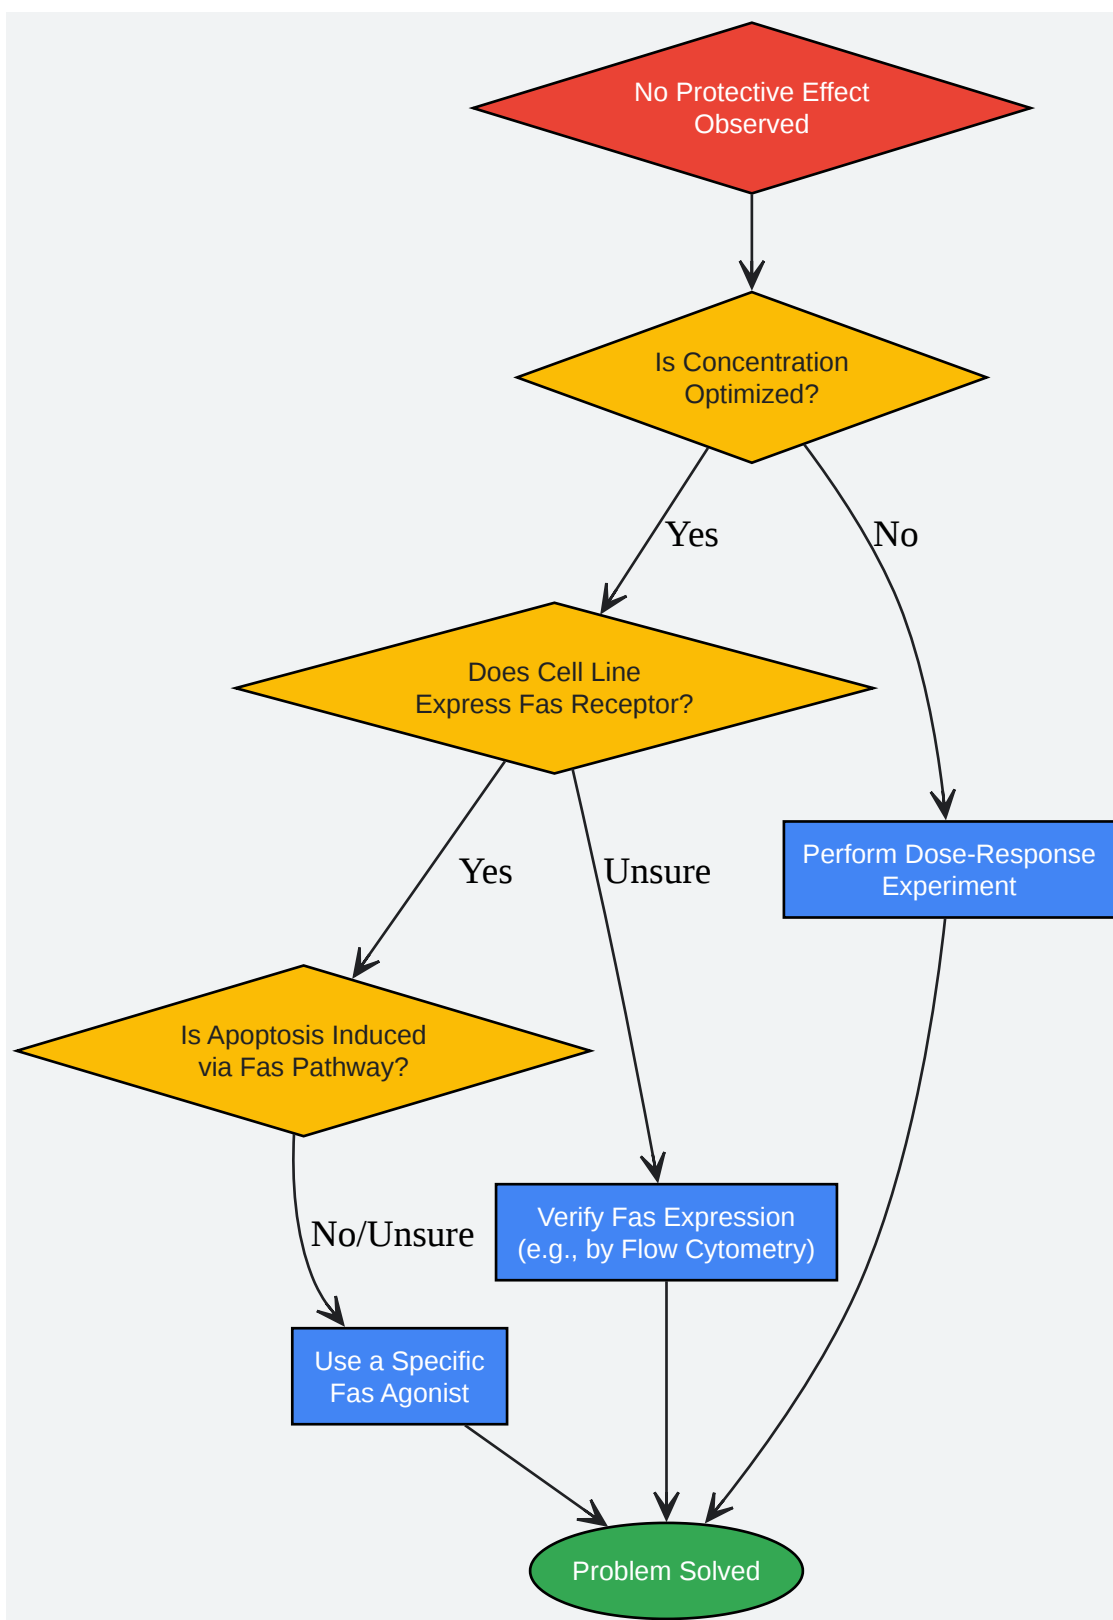 No Protective Effect
Observed
Is Concentration
Optimized?
Yes
No
Does Cell Line
Express Fas Receptor?
Yes
Unsure
Perform Dose-Response
Experiment
Is Apoptosis Induced
via Fas Pathway?
No/Unsure
Verify Fas Expression
(e.g., by Flow Cytometry)
Use a Specific
Fas Agonist
Problem Solved